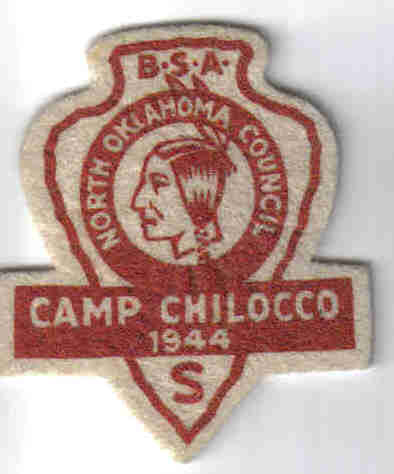 B·S·A·
NORTH OKLAHOMA COUNCIL
CAMP CHILOCCO
1944
S